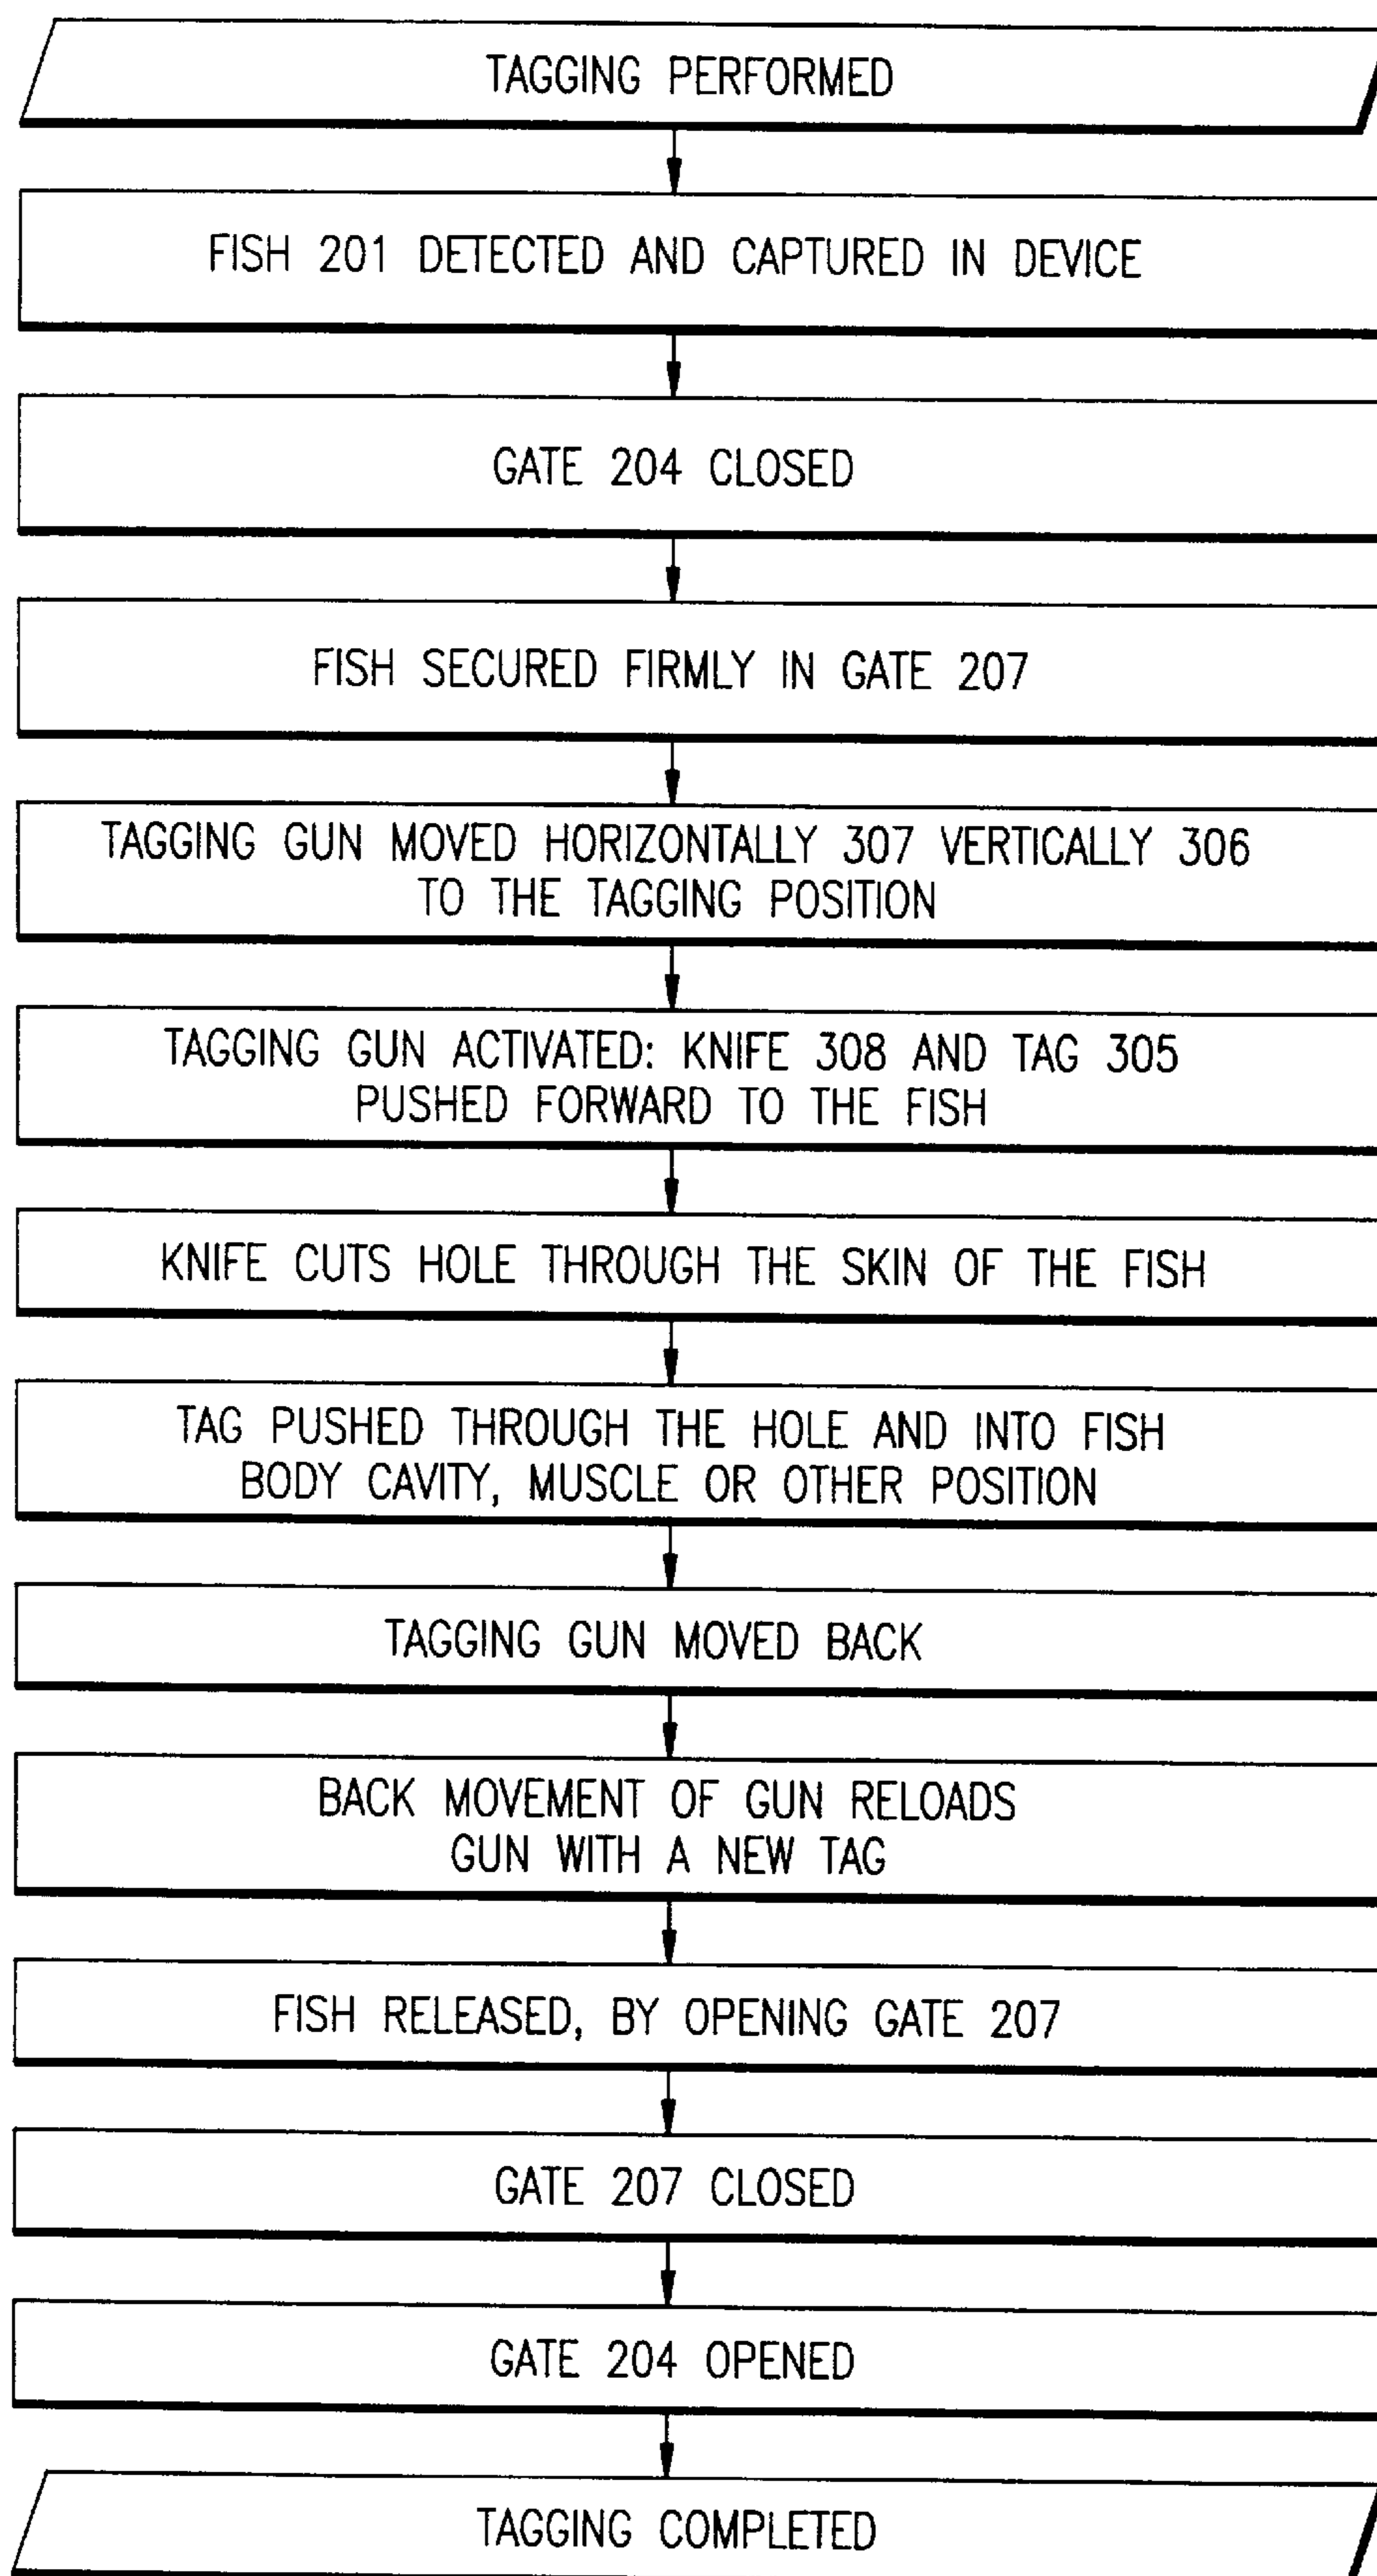 TAGGING PERFORMED
FISH 201 DETECTED AND CAPTURED IN DEVICE
GATE 204 CLOSED
FISH SECURED FIRMLY IN GATE 207
TAGGING GUN MOVED HORIZONTALLY 307 VERTICALLY 306
TO THE TAGGING POSITION
TAGGING GUN ACTIVATED: KNIFE 308 AND TAG 305
PUSHED FORWARD TO THE FISH
KNIFE CUTS HOLE THROUGH THE SKIN OF THE FISH
TAG PUSHED THROUGH THE HOLE AND INTO FISH
BODY CAVITY, MUSCLE OR OTHER POSITION
TAGGING GUN MOVED BACK
BACK MOVEMENT OF GUN RELOADS
GUN WITH A NEW TAG
FISH RELEASED, BY OPENING GATE 207
GATE 207 CLOSED
GATE 204 OPENED
TAGGING COMPLETED